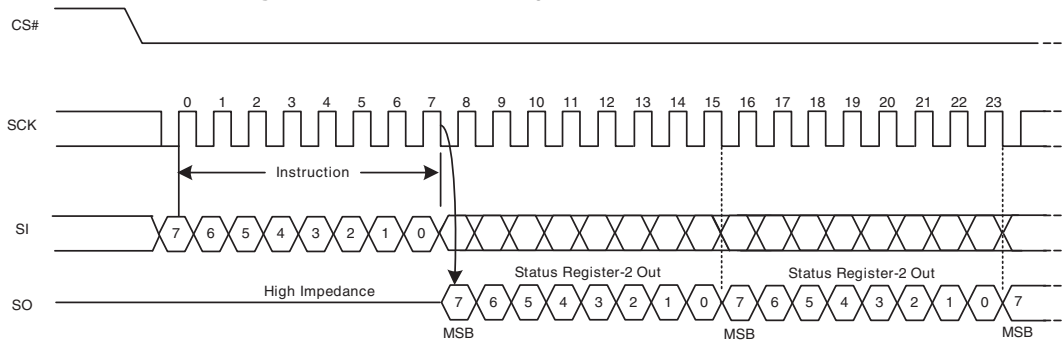 CS#
0 1 2 3 4 5 6 7 8 9 10 11 12 13 14 15 16 17 18 19 20 21 22 23
SCK
Instruction
SI
7 6 5 4 3 2 1 0
Status Register-2 Out Status Register-2 Out
High Impedance
SO
7 6 5 4 3 2 1 0 7 6 5 4 3 2 1 0 7
MSB MSB MSB